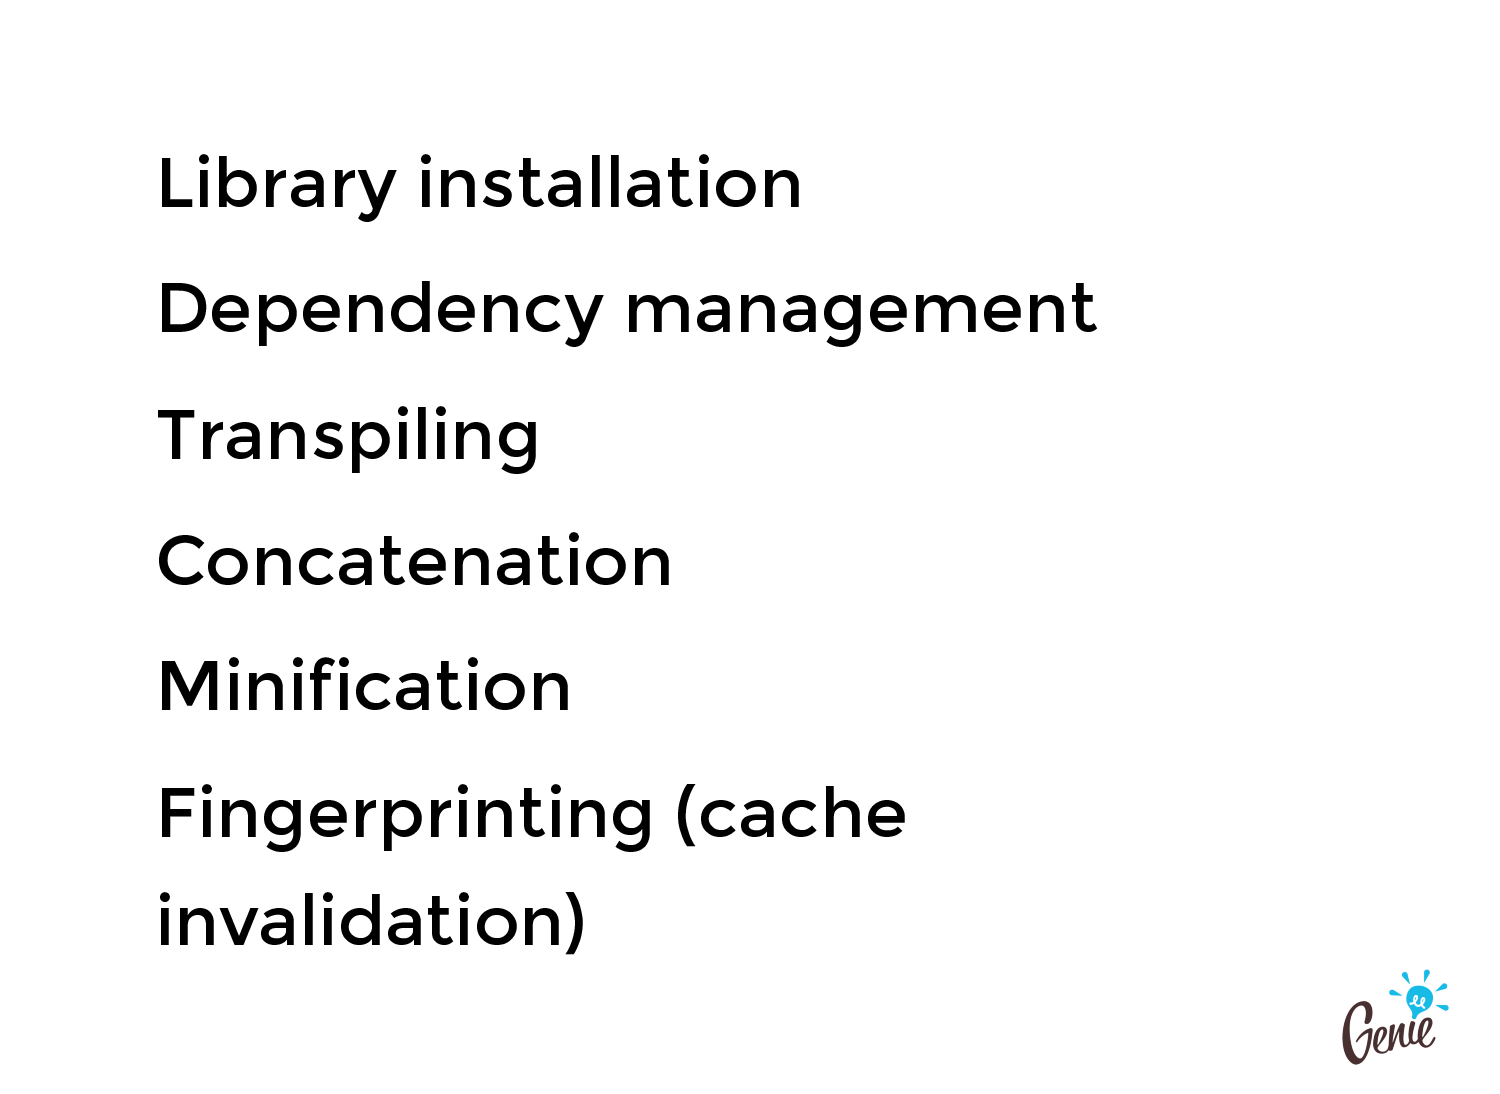 Library installation
Dependency management
Transpiling
Concatenation
Minification
Fingerprinting (cache
invalidation)
Genie